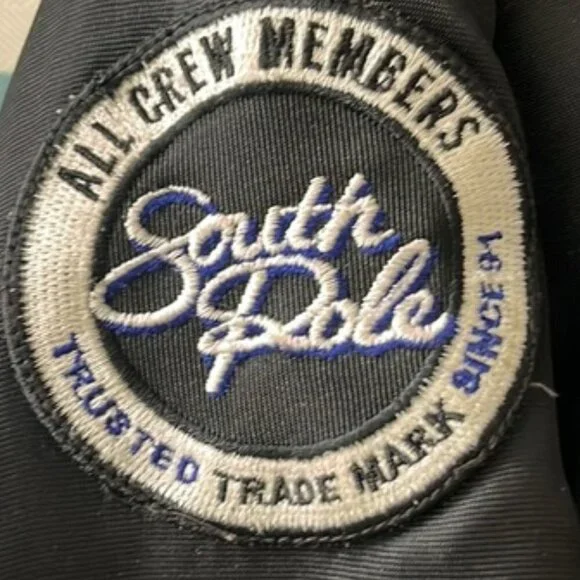 ALL CREW MEMBERS
South
Pole
TRUSTED TRADE MARK SINCE 91